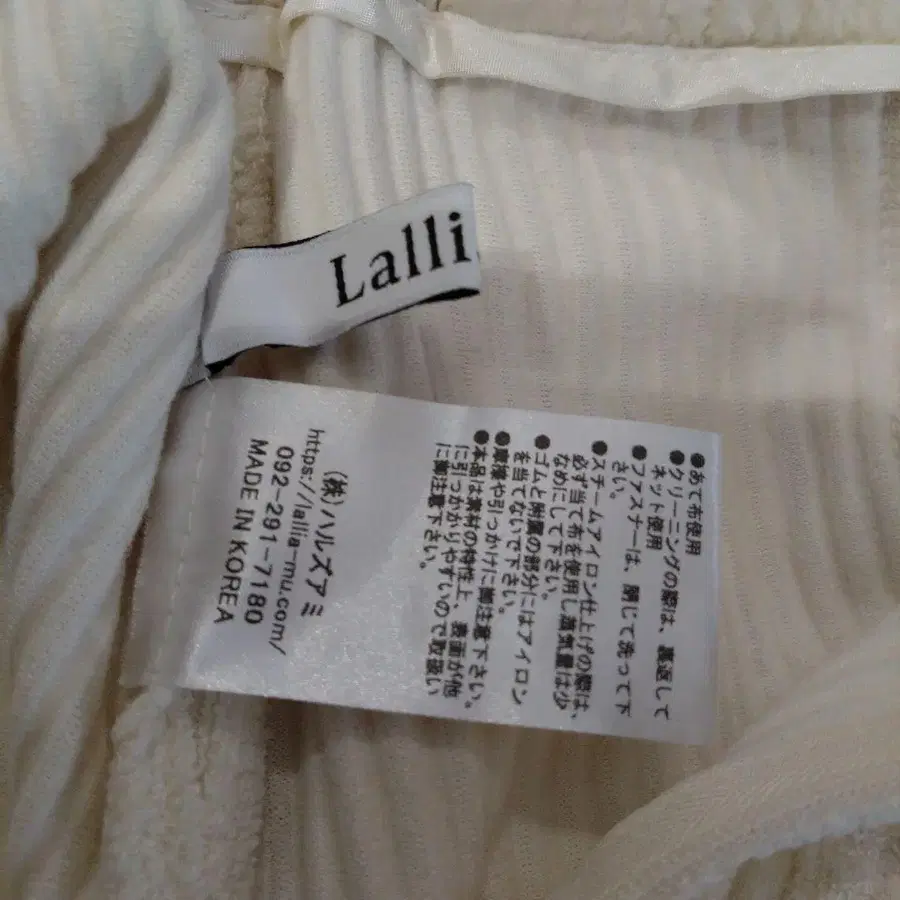 Lalli
●あて布使用
●クリーニングの際は、裏返して
ネット使用
●ファスナーは、閉じて洗って下
さい。
●スチームアイロン仕上げの際は、
必ず当て布を使用し蒸気量は少
なめにして下さい。
●ゴムと附属の部分にはアイロン
を当てないで下さい。
●摩擦や引っかけに御注意下さい。
●本品は素材の特性上、表面が他
に引っかかりやすいので取扱い
に御注意下さい。
(株)ハルズアミ
https://lallia-mu.com/
092-291-7180
MADE IN KOREA